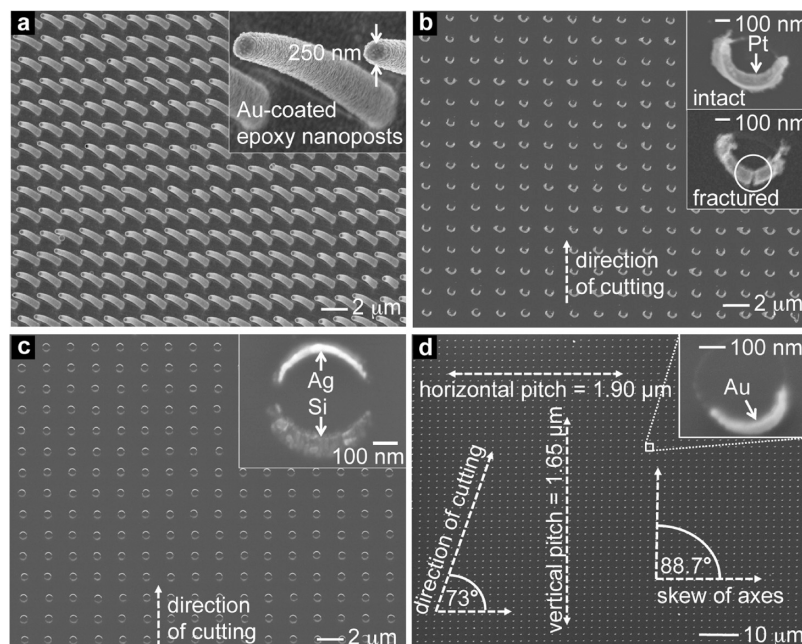 a
250 nm
Au-coated
epoxy nanoposts
2 μm
b
100 nm
Pt
intact
100 nm
fractured
direction
of cutting
2 μm
c
Ag
Si
100 nm
direction
of cutting
2 μm
d
100 nm
Au
horizontal pitch = 1.90 μm
direction of cutting
73°
vertical pitch = 1.65 μm
88.7°
skew of axes
10 μm